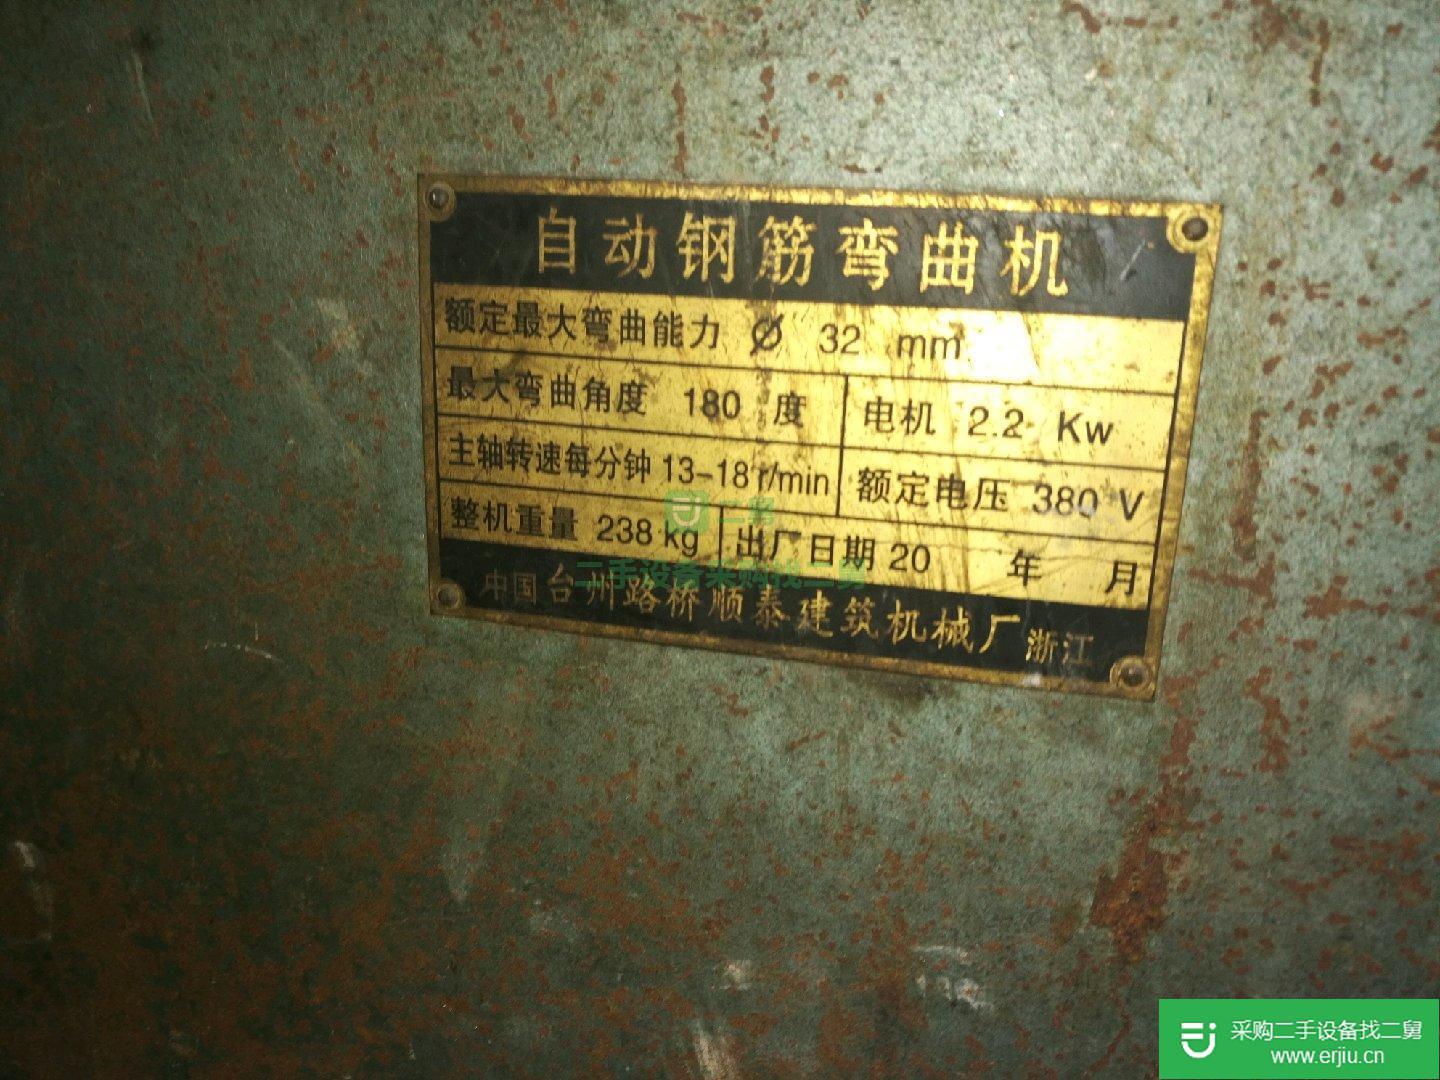 自动钢筋弯曲机
额定最大弯曲能力 Ø 32 mm
最大弯曲角度 180 度 电机 2.2 Kw
主轴转速每分钟 13-18 r/min 额定电压 380 V
整机重量 238 kg 出厂日期 20 年 月
中国台州路桥顺泰建筑机械厂 浙江
二舅
二手设备采购找二舅
采购二手设备找二舅
www.erjiu.cn